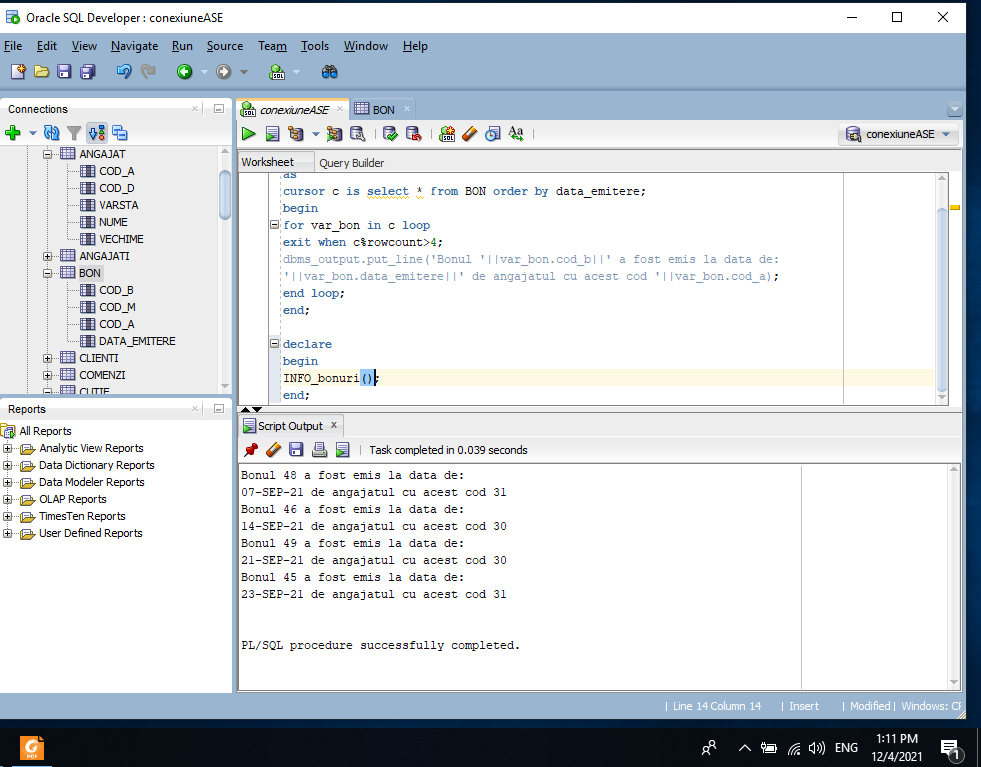 Oracle SQL Developer : conexiuneASE
File Edit View Navigate Run Source Team Tools Window Help
Connections
conexiuneASE
BON
conexiuneASE
Worksheet Query Builder
ANGAJAT
COD_A
COD_D
VARSTA
NUME
VECHIME
ANGAJATI
BON
COD_B
COD_M
COD_A
DATA_EMITERE
CLIENTI
COMENZI
CUTIE
as
cursor c is select * from BON order by data_emitere;
begin
for var_bon in c loop
exit when c%rowcount>4;
dbms_output.put_line('Bonul '||var_bon.cod_b||' a fost emis la data de:
'||var_bon.data_emitere||' de angajatul cu acest cod '||var_bon.cod_a);
end loop;
end;
declare
begin
INFO_bonuri();
end;
Reports
All Reports
Analytic View Reports
Data Dictionary Reports
Data Modeler Reports
OLAP Reports
TimesTen Reports
User Defined Reports
Script Output
Task completed in 0.039 seconds
Bonul 48 a fost emis la data de:
07-SEP-21 de angajatul cu acest cod 31
Bonul 46 a fost emis la data de:
14-SEP-21 de angajatul cu acest cod 30
Bonul 49 a fost emis la data de:
21-SEP-21 de angajatul cu acest cod 30
Bonul 45 a fost emis la data de:
23-SEP-21 de angajatul cu acest cod 31
PL/SQL procedure successfully completed.
Line 14 Column 14 | Insert | Modified | Windows: CF
ENG
1:11 PM
12/4/2021
1